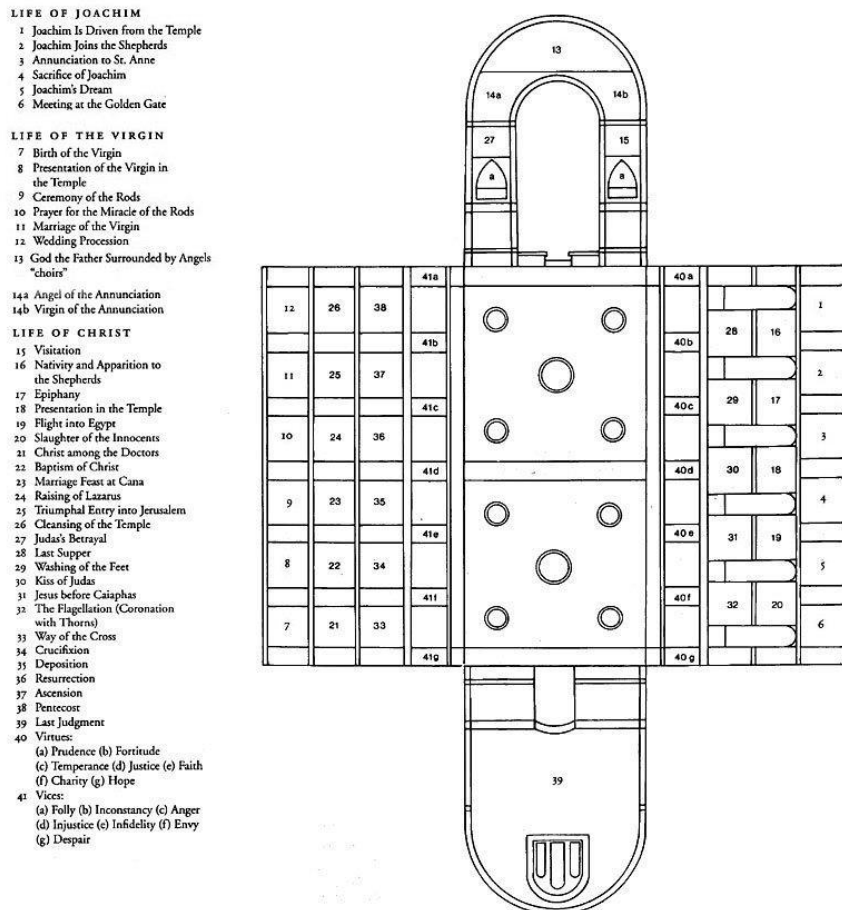 LIFE OF JOACHIM
1 Joachim Is Driven from the Temple
2 Joachim Joins the Shepherds
3 Annunciation to St. Anne
4 Sacrifice of Joachim
5 Joachim's Dream
6 Meeting at the Golden Gate
LIFE OF THE VIRGIN
7 Birth of the Virgin
8 Presentation of the Virgin in
the Temple
9 Ceremony of the Rods
10 Prayer for the Miracle of the Rods
11 Marriage of the Virgin
12 Wedding Procession
13 God the Father Surrounded by Angels
"choirs"
14a Angel of the Annunciation
14b Virgin of the Annunciation
LIFE OF CHRIST
15 Visitation
16 Nativity and Apparition to
the Shepherds
17 Epiphany
18 Presentation in the Temple
19 Flight into Egypt
20 Slaughter of the Innocents
21 Christ among the Doctors
22 Baptism of Christ
23 Marriage Feast at Cana
24 Raising of Lazarus
25 Triumphal Entry into Jerusalem
26 Cleansing of the Temple
27 Judas's Betrayal
28 Last Supper
29 Washing of the Feet
30 Kiss of Judas
31 Jesus before Caiaphas
32 The Flagellation (Coronation
with Thorns)
33 Way of the Cross
34 Crucifixion
35 Deposition
36 Resurrection
37 Ascension
38 Pentecost
39 Last Judgment
40 Virtues:
(a) Prudence (b) Fortitude
(c) Temperance (d) Justice (e) Faith
(f) Charity (g) Hope
41 Vices:
(a) Folly (b) Inconstancy (c) Anger
(d) Injustice (e) Infidelity (f) Envy
(g) Despair
13
14a 14b
27 15
a a
41a 40a
12 26 38 28 16 1
41b 40b
11 25 37 29 17 2
41c 40c
10 24 36 30 18 3
41d 40d
9 23 35 31 19 4
41e 40e
8 22 34 32 20 5
41f 40f
7 21 33 6
41g 40g
39